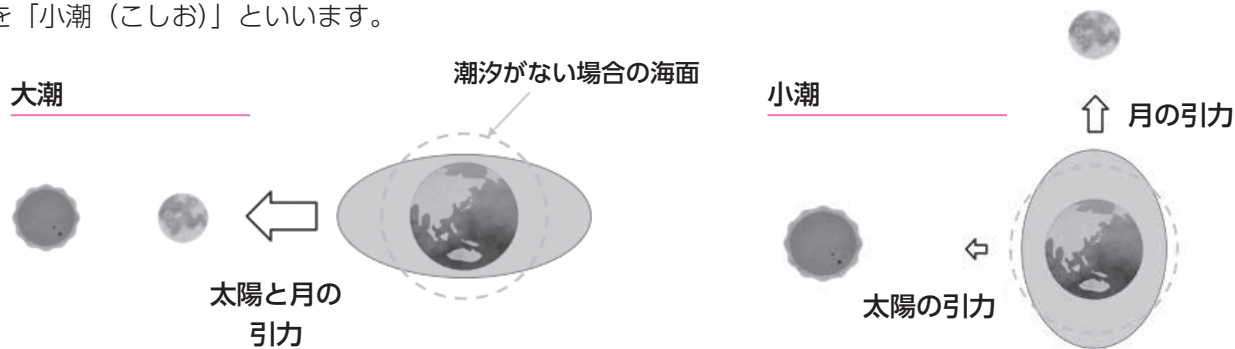 を「小潮（こしお）」といいます。
大潮
潮汐がない場合の海面
太陽と月の
引力
小潮
月の引力
太陽の引力